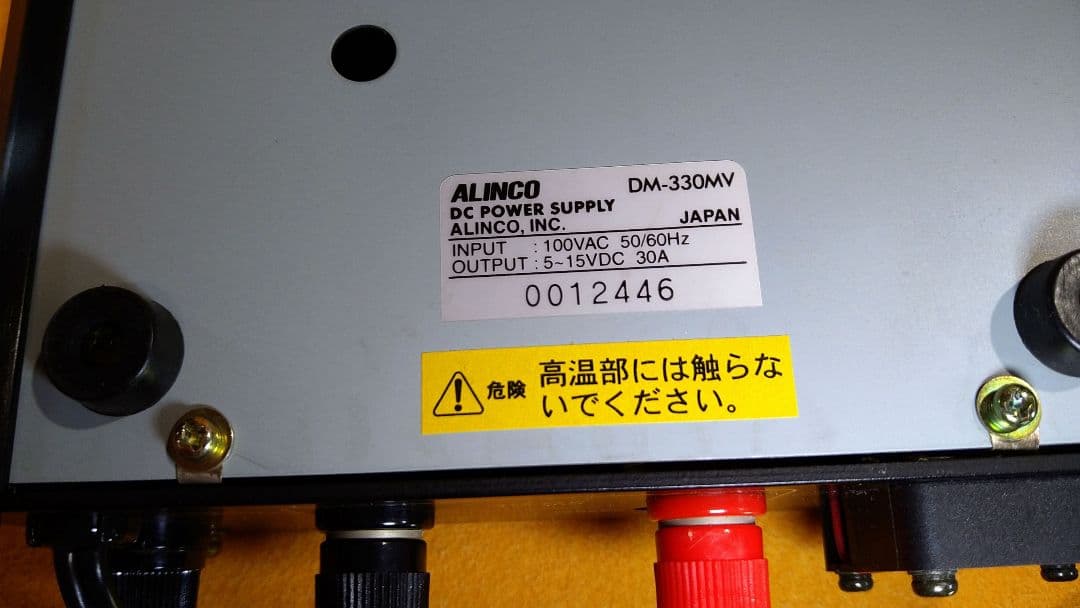 ALINCO DM-330MV
DC POWER SUPPLY
ALINCO, INC. JAPAN
INPUT : 100VAC 50/60Hz
OUTPUT : 5~15VDC 30A
0012446
危険 高温部には触らな
いでください。